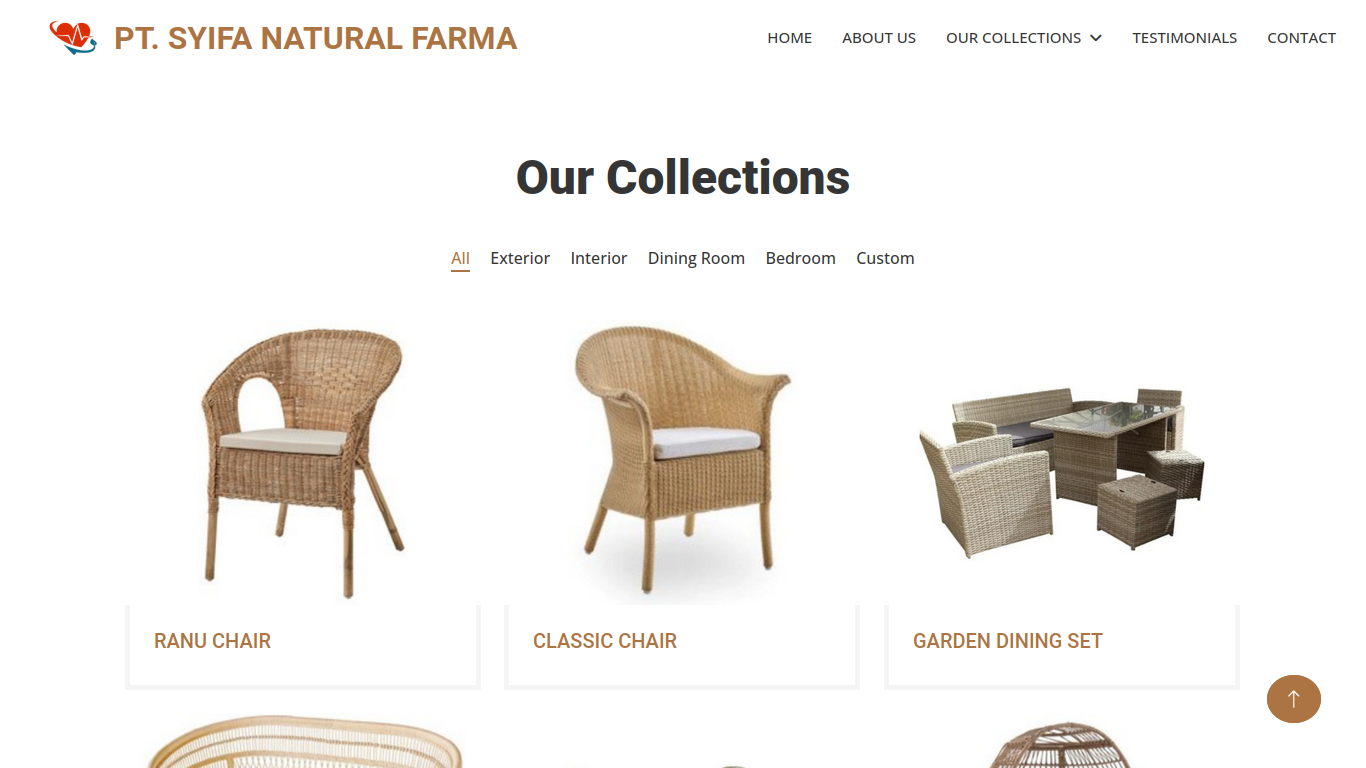 PT. SYIFA NATURAL FARMA
HOME
ABOUT US
OUR COLLECTIONS
TESTIMONIALS
CONTACT
Our Collections
All
Exterior
Interior
Dining Room
Bedroom
Custom
RANU CHAIR
CLASSIC CHAIR
GARDEN DINING SET